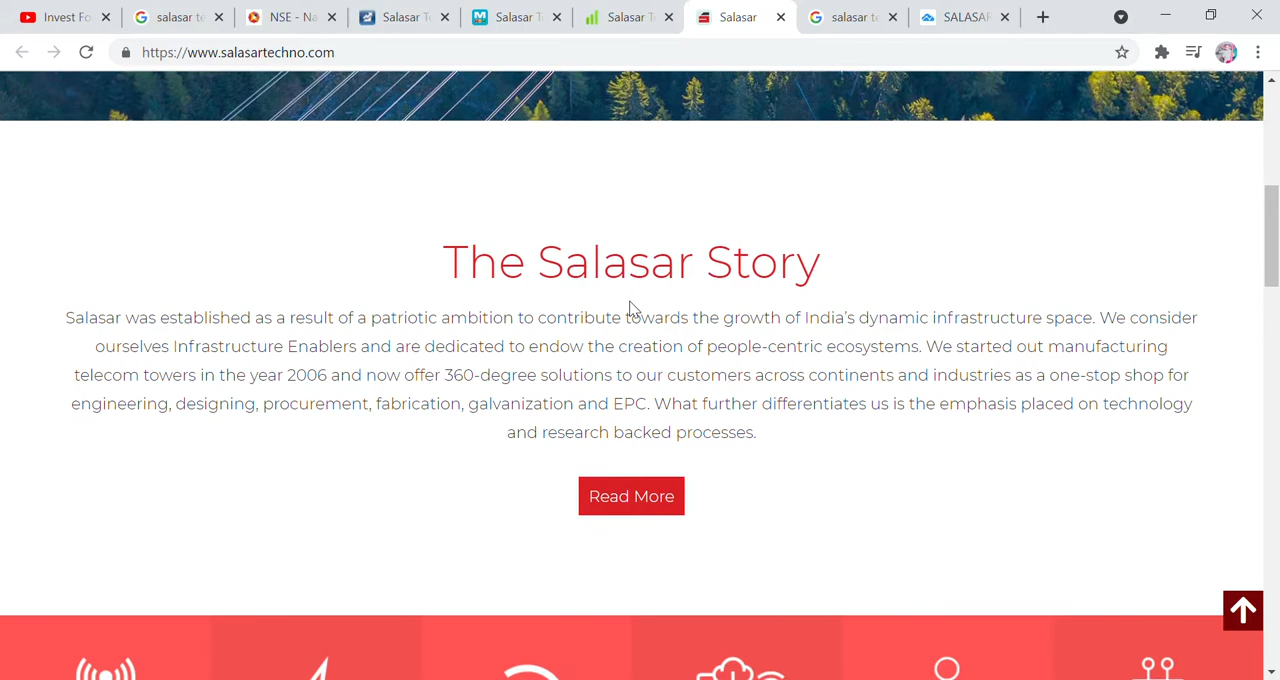 Invest Fo
salasar te
NSE - Na
Salasar T
Salasar T
Salasar T
Salasar
salasar te
SALASAR
https://www.salasartechno.com
The Salasar Story
Salasar was established as a result of a patriotic ambition to contribute towards the growth of India's dynamic infrastructure space. We consider
ourselves Infrastructure Enablers and are dedicated to endow the creation of people-centric ecosystems. We started out manufacturing
telecom towers in the year 2006 and now offer 360-degree solutions to our customers across continents and industries as a one-stop shop for
engineering, designing, procurement, fabrication, galvanization and EPC. What further differentiates us is the emphasis placed on technology
and research backed processes.
Read More